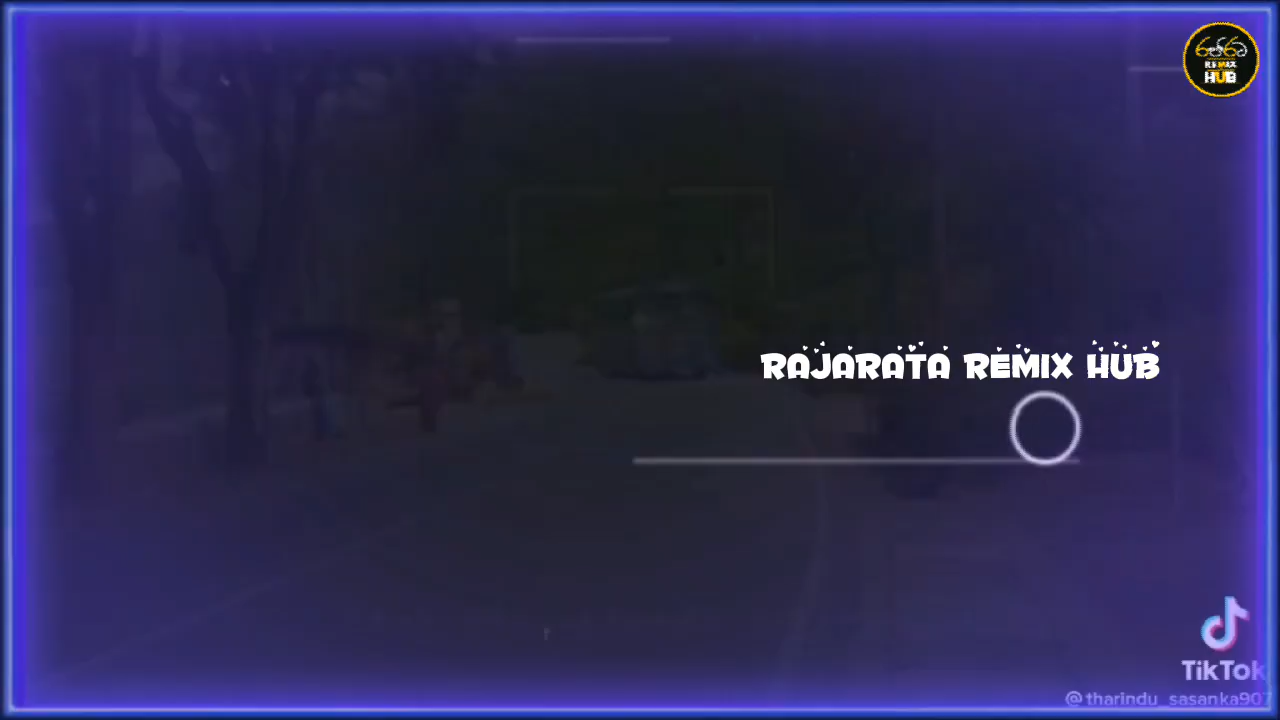 REMIX
HUB
RAJARATA REMIX HUB
TikTok
@tharindu_sasanka907